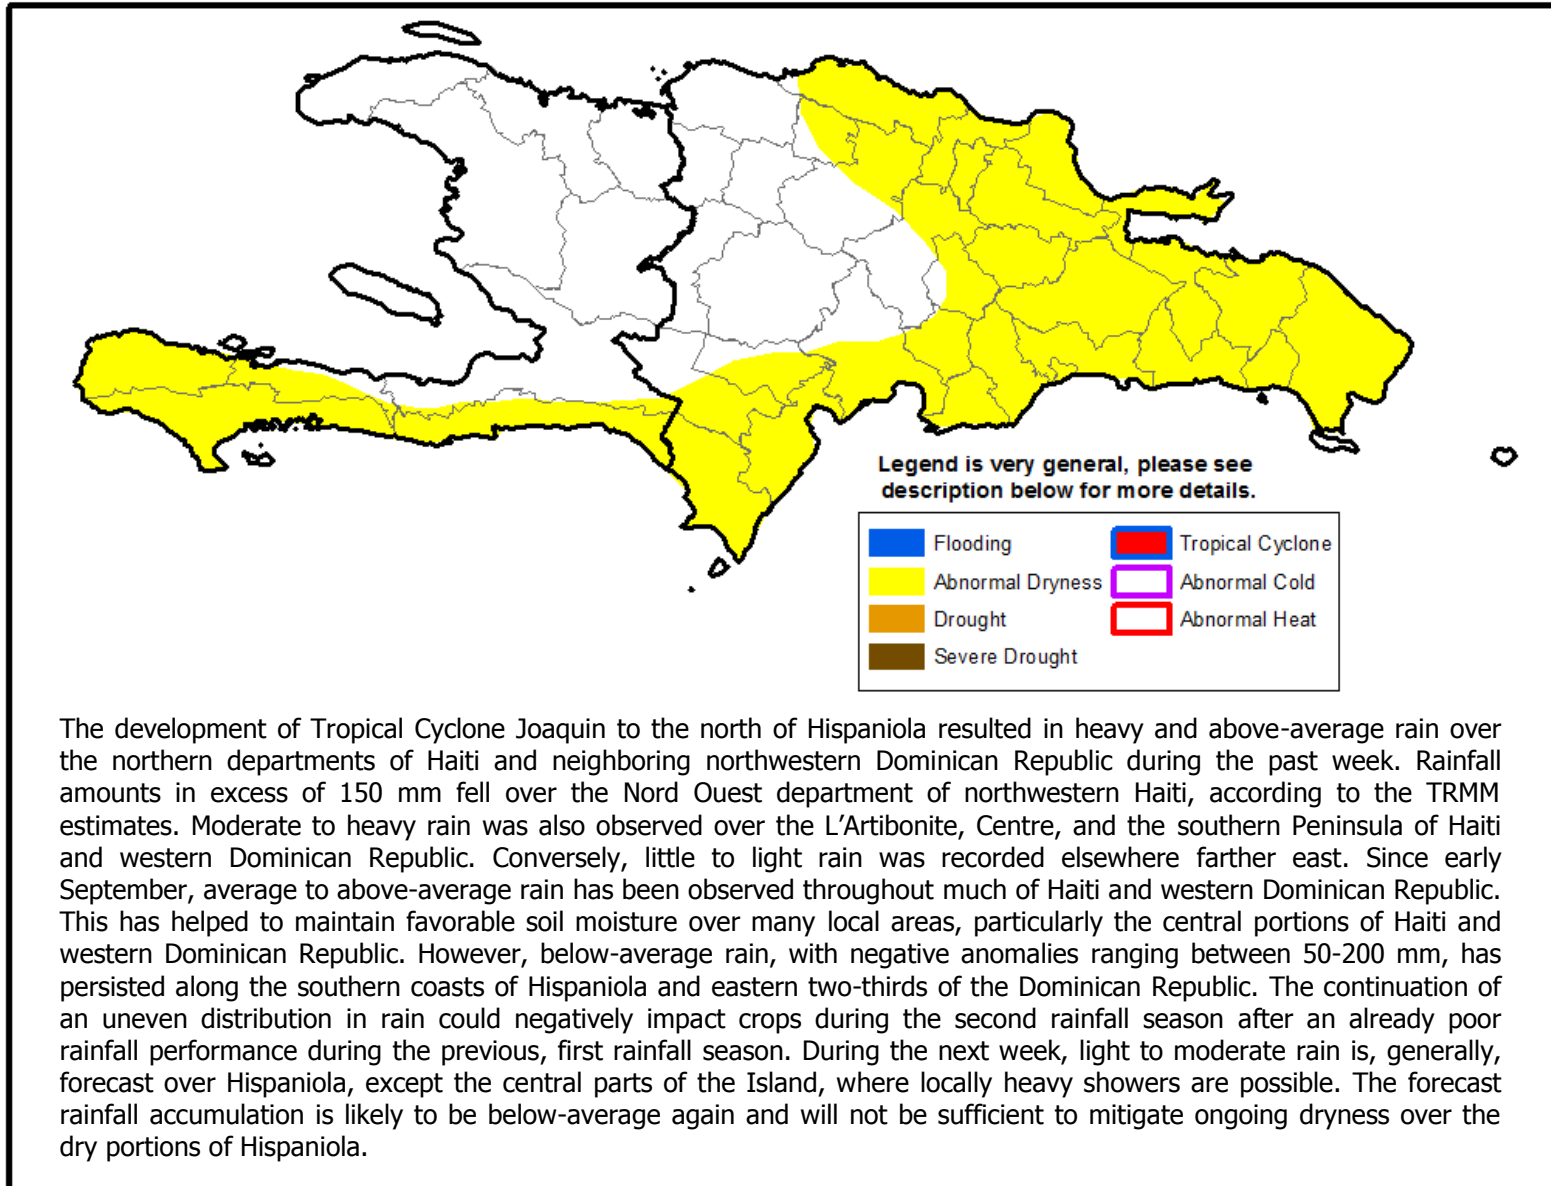 Legend is very general, please see
description below for more details.
Flooding
Tropical Cyclone
Abnormal Dryness
Abnormal Cold
Drought
Abnormal Heat
Severe Drought
The development of Tropical Cyclone Joaquin to the north of Hispaniola resulted in heavy and above-average rain over
the northern departments of Haiti and neighboring northwestern Dominican Republic during the past week. Rainfall
amounts in excess of 150 mm fell over the Nord Ouest department of northwestern Haiti, according to the TRMM
estimates. Moderate to heavy rain was also observed over the L’Artibonite, Centre, and the southern Peninsula of Haiti
and western Dominican Republic. Conversely, little to light rain was recorded elsewhere farther east. Since early
September, average to above-average rain has been observed throughout much of Haiti and western Dominican Republic.
This has helped to maintain favorable soil moisture over many local areas, particularly the central portions of Haiti and
western Dominican Republic. However, below-average rain, with negative anomalies ranging between 50-200 mm, has
persisted along the southern coasts of Hispaniola and eastern two-thirds of the Dominican Republic. The continuation of
an uneven distribution in rain could negatively impact crops during the second rainfall season after an already poor
rainfall performance during the previous, first rainfall season. During the next week, light to moderate rain is, generally,
forecast over Hispaniola, except the central parts of the Island, where locally heavy showers are possible. The forecast
rainfall accumulation is likely to be below-average again and will not be sufficient to mitigate ongoing dryness over the
dry portions of Hispaniola.